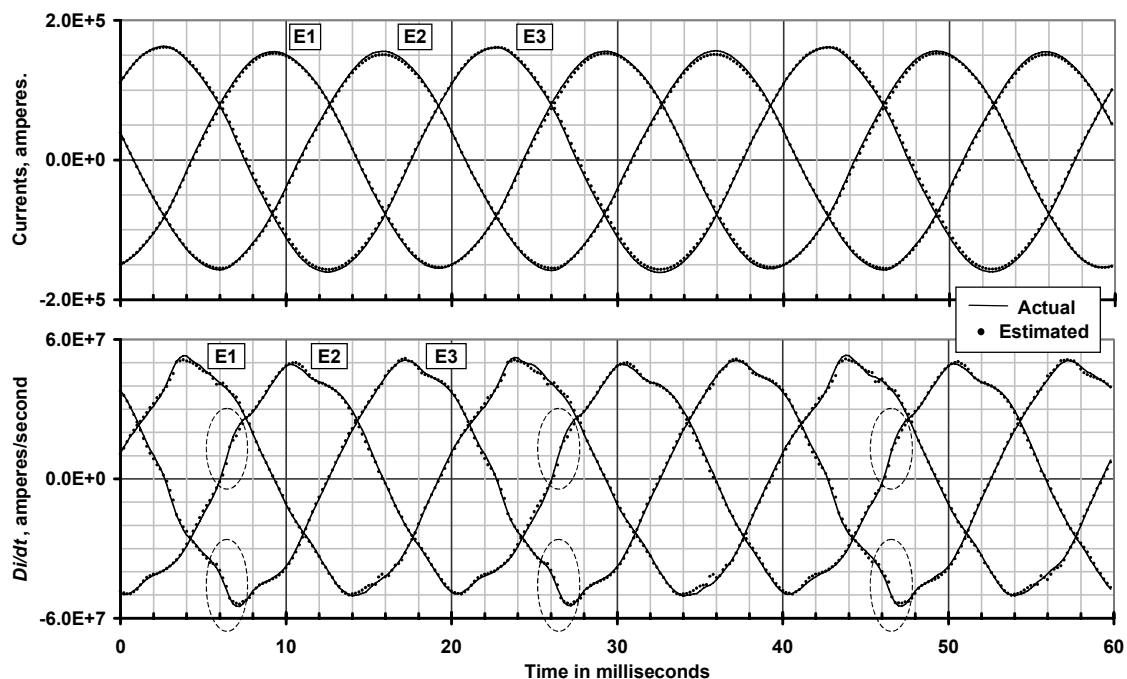 2.0E+5
E1
E2
E3
Currents, amperes.
0.0E+0
-2.0E+5
Actual
Estimated
6.0E+7
E1
E2
E3
Di/dt, amperes/second
0.0E+0
-6.0E+7
0 10 20 30 40 50 60
Time in milliseconds